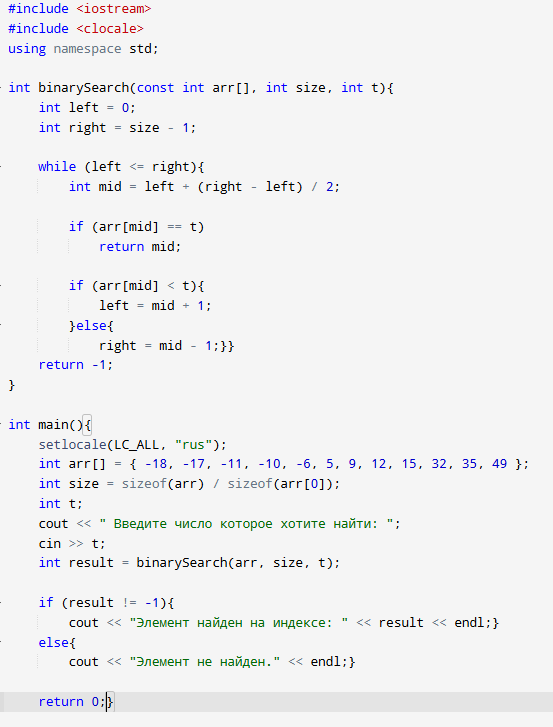 #include <iostream>
#include <clocale>
using namespace std;
int binarySearch(const int arr[], int size, int t){
int left = 0;
int right = size - 1;
while (left <= right){
int mid = left + (right - left) / 2;
if (arr[mid] == t)
return mid;
if (arr[mid] < t){
left = mid + 1;
}else{
right = mid - 1;}}
return -1;
}
int main(){
setlocale(LC_ALL, "rus");
int arr[] = { -18, -17, -11, -10, -6, 5, 9, 12, 15, 32, 35, 49 };
int size = sizeof(arr) / sizeof(arr[0]);
int t;
cout << " Введите число которое хотите найти: ";
cin >> t;
int result = binarySearch(arr, size, t);
if (result != -1){
cout << "Элемент найден на индексе: " << result << endl;}
else{
cout << "Элемент не найден." << endl;}
return 0;}